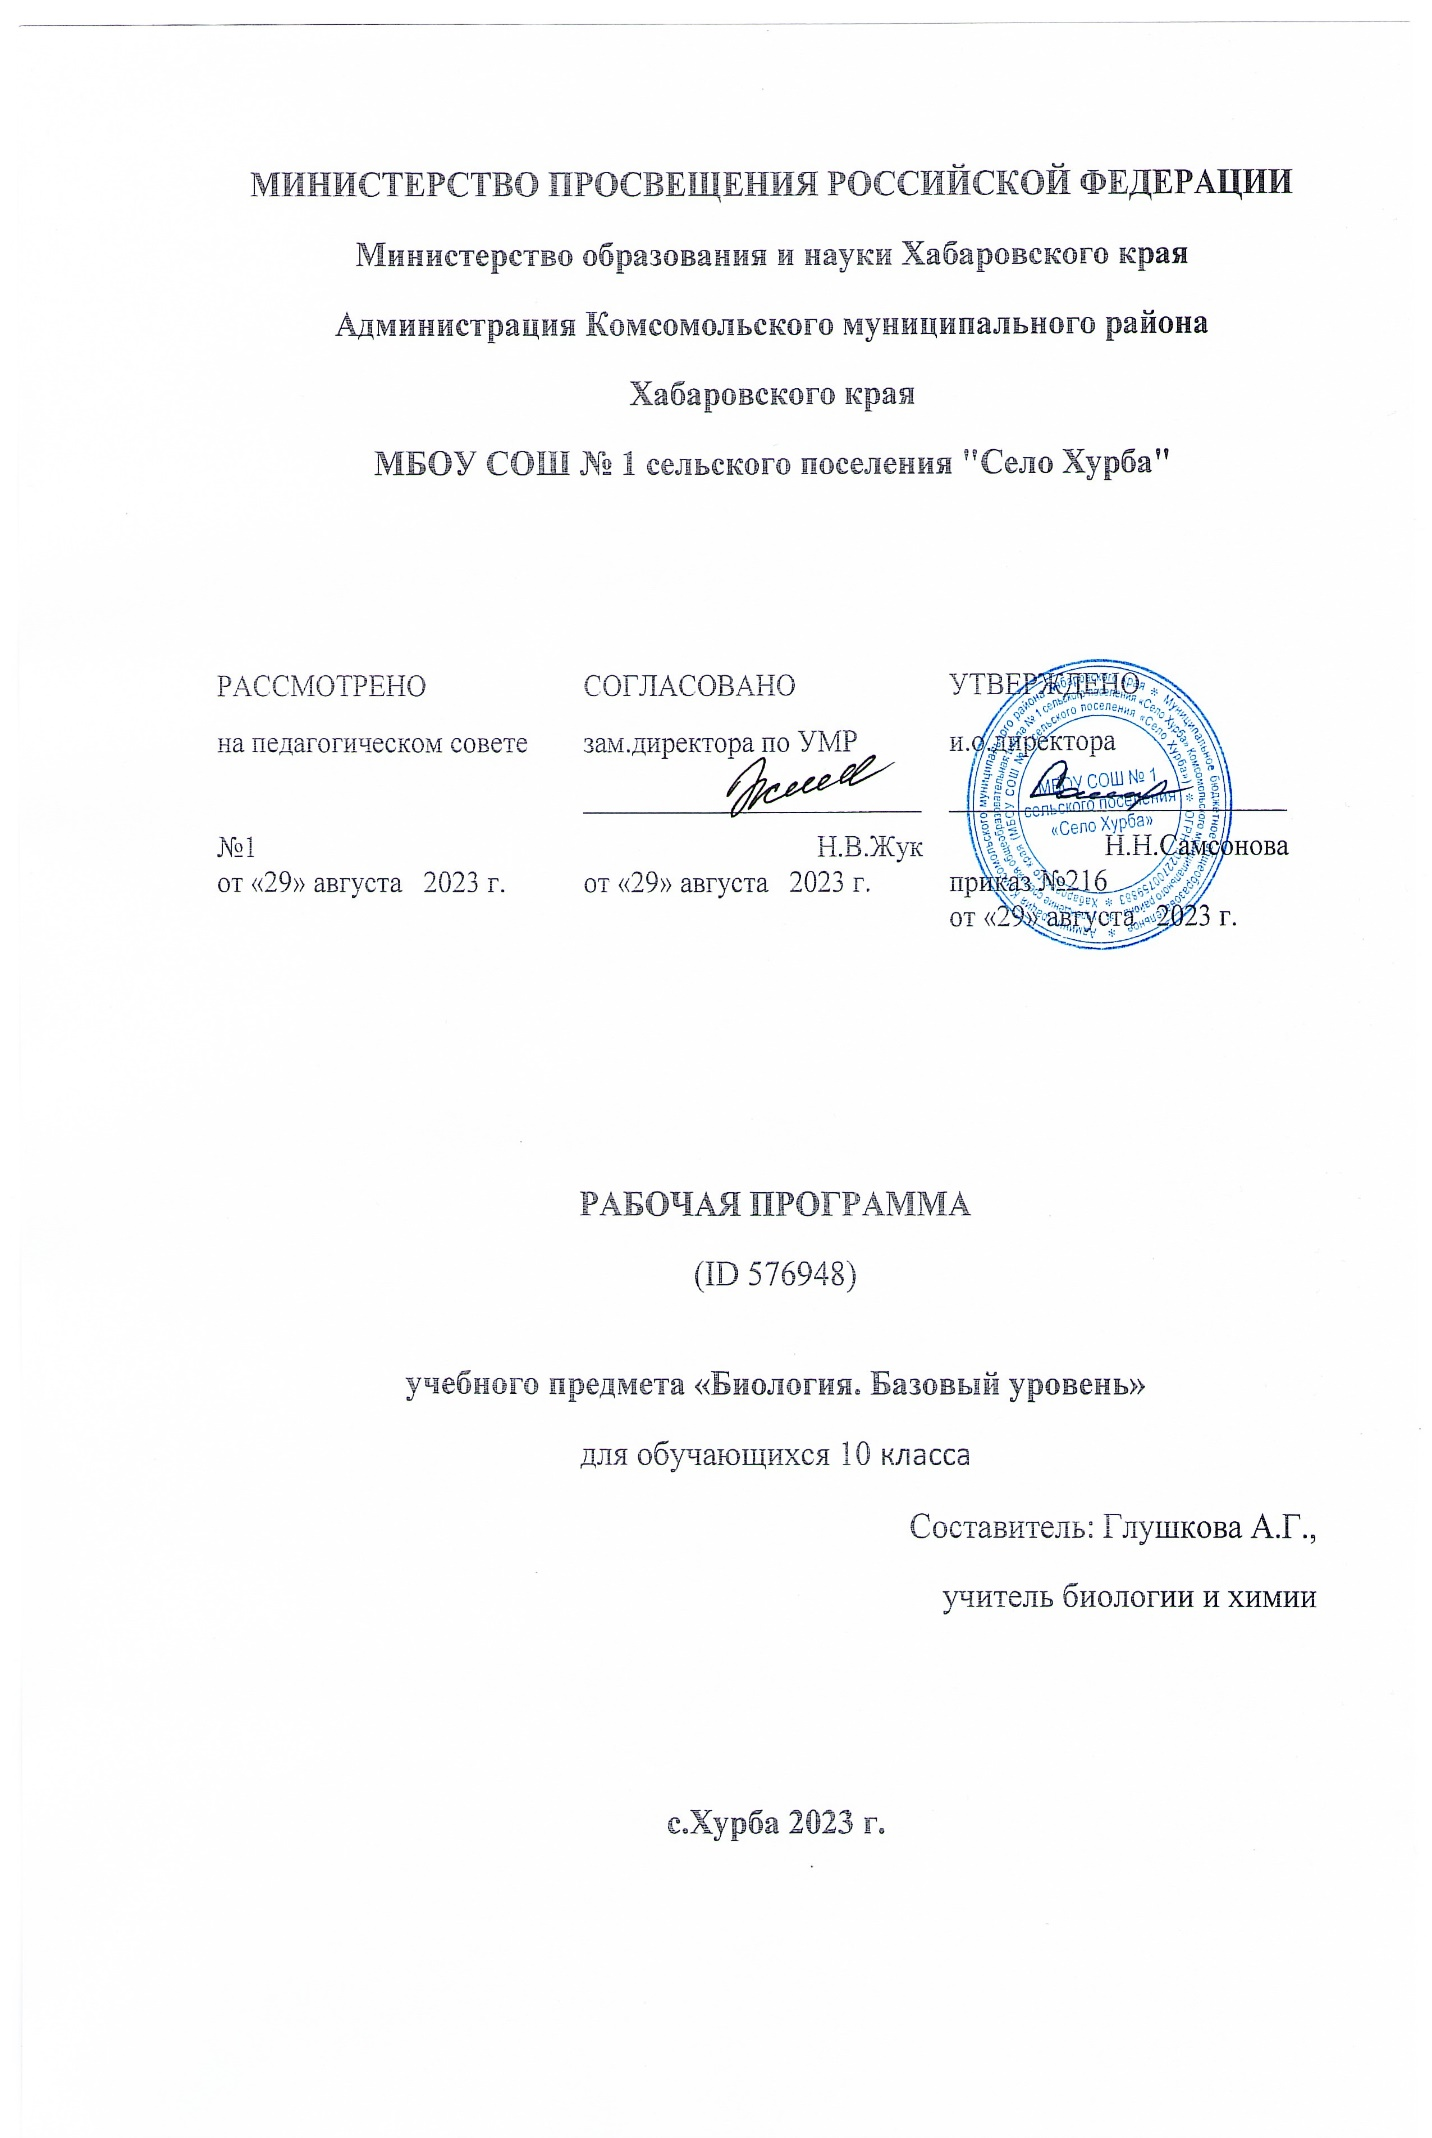 МИНИСТЕРСТВО ПРОСВЕЩЕНИЯ РОССИЙСКОЙ ФЕДЕРАЦИИ
Министерство образования и науки Хабаровского края
Администрация Комсомольского муниципального района
Хабаровского края
МБОУ СОШ № 1 сельского поселения "Село Хурба"
РАССМОТРЕНО
на педагогическом совете
№1
от «29» августа 2023 г.
СОГЛАСОВАНО
зам.директора по УМР
Н.В.Жук
от «29» августа 2023 г.
УТВЕРЖДЕНО
и.о.директора
Н.Н.Самсонова
приказ №216
от «29» августа 2023 г.
МБОУ СОШ № 1
сельского поселения
«Село Хурба»
РАБОЧАЯ ПРОГРАММА
(ID 576948)
учебного предмета «Биология. Базовый уровень»
для обучающихся 10 класса
Составитель: Глушкова А.Г.,
учитель биологии и химии
с.Хурба 2023 г.